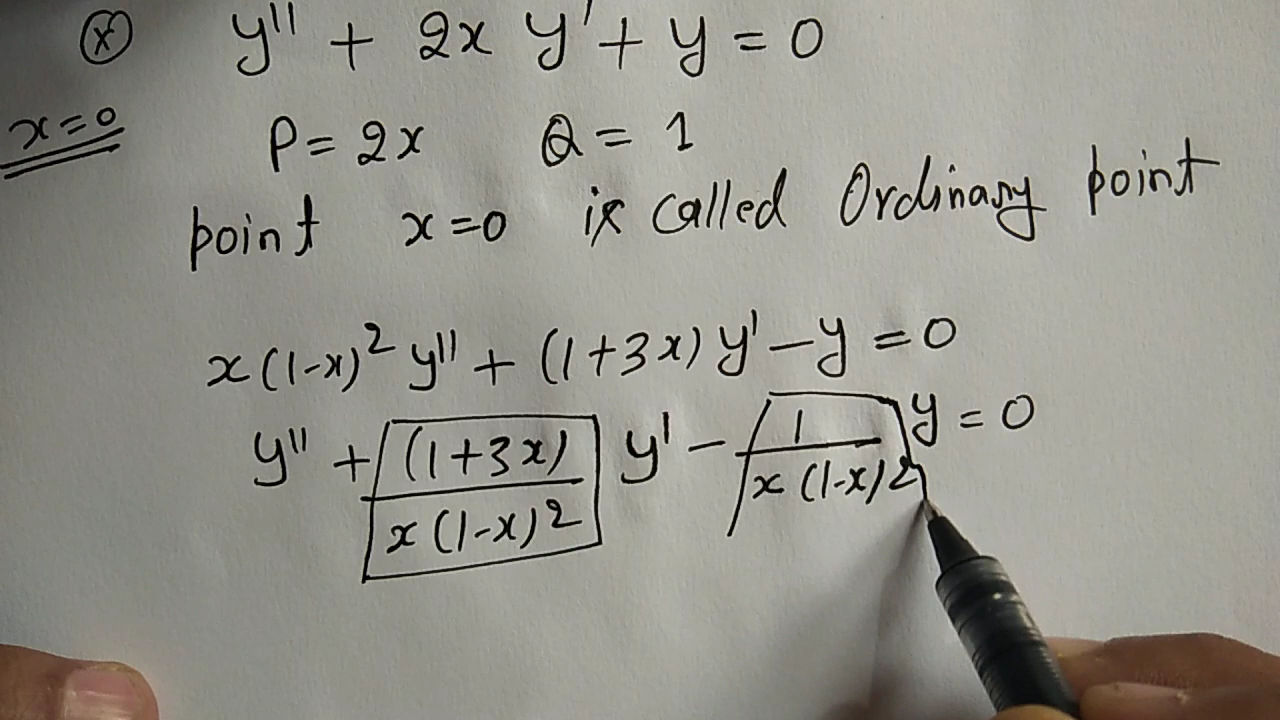 (x) y'' + 2x y' + y = 0
x=0 P = 2x Q = 1
point x=0 is called Ordinary point
x(1-x)² y'' + (1+3x) y' - y = 0
y'' + (1+3x)/x(1-x)² y' - 1/x(1-x)² y = 0